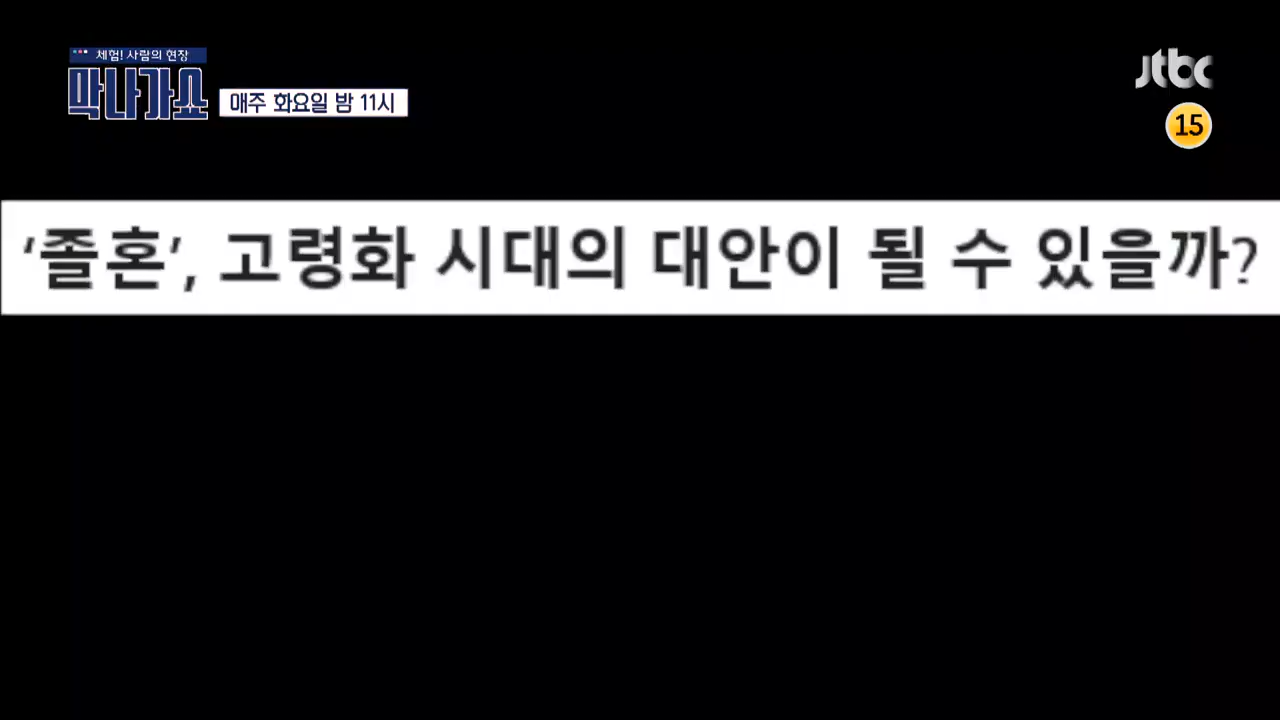 체험! 사람의 현장
막나가쇼
매주 화요일 밤 11시
jtbc
15
'졸혼', 고령화 시대의 대안이 될 수 있을까?